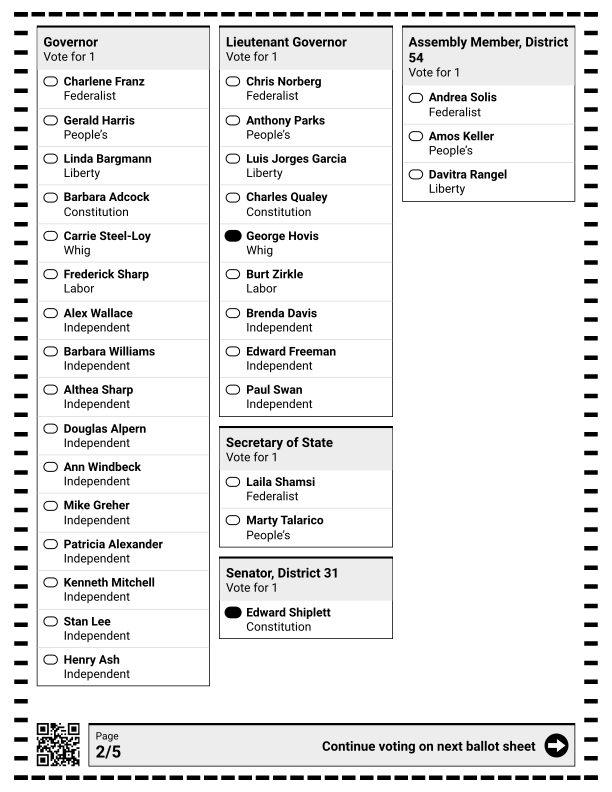 Governor
Vote for 1
Charlene Franz
Federalist
Gerald Harris
People's
Linda Bargmann
Liberty
Barbara Adcock
Constitution
Carrie Steel-Loy
Whig
Frederick Sharp
Labor
Alex Wallace
Independent
Barbara Williams
Independent
Althea Sharp
Independent
Douglas Alpern
Independent
Ann Windbeck
Independent
Mike Greher
Independent
Patricia Alexander
Independent
Kenneth Mitchell
Independent
Stan Lee
Independent
Henry Ash
Independent
Lieutenant Governor
Vote for 1
Chris Norberg
Federalist
Anthony Parks
People's
Luis Jorges Garcia
Liberty
Charles Qualey
Constitution
George Hovis
Whig
Burt Zirkle
Labor
Brenda Davis
Independent
Edward Freeman
Independent
Paul Swan
Independent
Secretary of State
Vote for 1
Laila Shamsi
Federalist
Marty Talarico
People's
Senator, District 31
Vote for 1
Edward Shiplett
Constitution
Assembly Member, District
54
Vote for 1
Andrea Solis
Federalist
Amos Keller
People's
Davitra Rangel
Liberty
Page
2/5
Continue voting on next ballot sheet